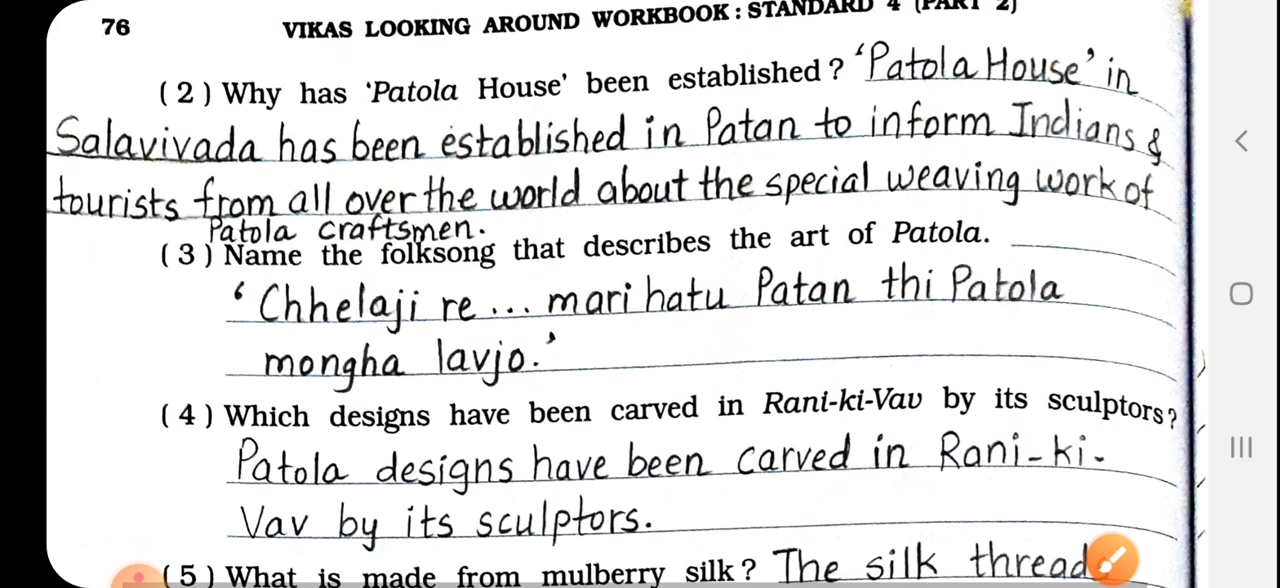 76 VIKAS LOOKING AROUND WORKBOOK : STANDARD 4 (PART 2)
(2) Why has 'Patola House' been established? 'Patola House' in
Salavivada has been established in Patan to inform Indians &
tourists from all over the world about the special weaving work of
Patola craftsmen.
(3) Name the folksong that describes the art of Patola.
'Chhelaji re ... mari hatu Patan thi Patola
mongha lavjo.'
(4) Which designs have been carved in Rani-ki-Vav by its sculptors?
Patola designs have been carved in Rani-ki-
Vav by its sculptors.
(5) What is made from mulberry silk? The silk thread